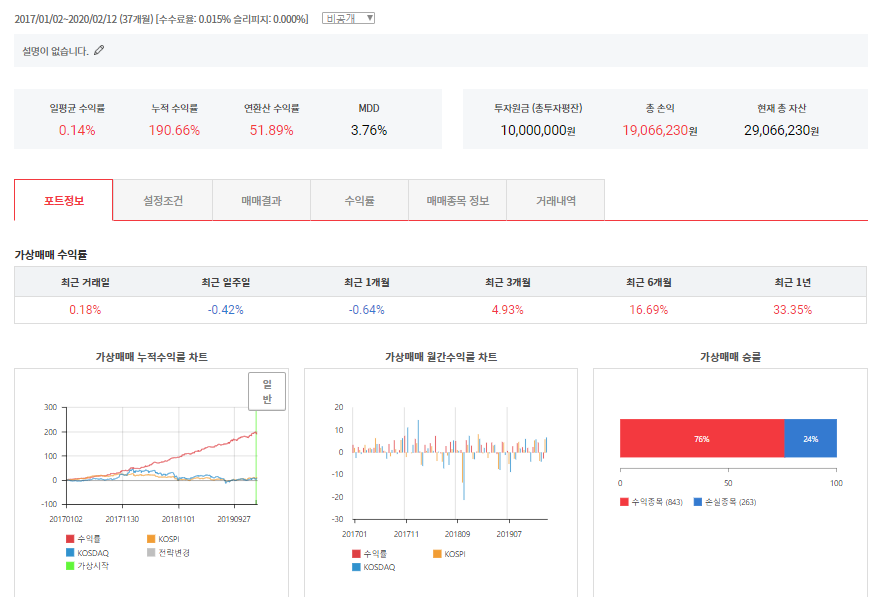 2017/01/02~2020/02/12 (37개월) [수수료율: 0.015% 슬리피지: 0.000%] 비공개
설명이 없습니다.
일평균 수익률 누적 수익률 연환산 수익률 MDD 투자원금 (총투자평잔) 총 손익 현재 총 자산
0.14% 190.66% 51.89% 3.76% 10,000,000원 19,066,230원 29,066,230원
포트정보 설정조건 매매결과 수익률 매매종목 정보 거래내역
가상매매 수익률
최근 거래일 최근 일주일 최근 1개월 최근 3개월 최근 6개월 최근 1년
0.18% -0.42% -0.64% 4.93% 16.69% 33.35%
가상매매 누적수익률 차트
일반
300
200
100
0
-100
20170102 20171130 20181101 20190927
수익률 KOSPI
KOSDAQ 전략변경
가상시작
가상매매 월간수익률 차트
20
10
0
-10
-20
-30
201701 201711 201809 201907
수익률 KOSPI
KOSDAQ
가상매매 승률
76% 24%
0 50 100
수익종목 (843) 손실종목 (263)